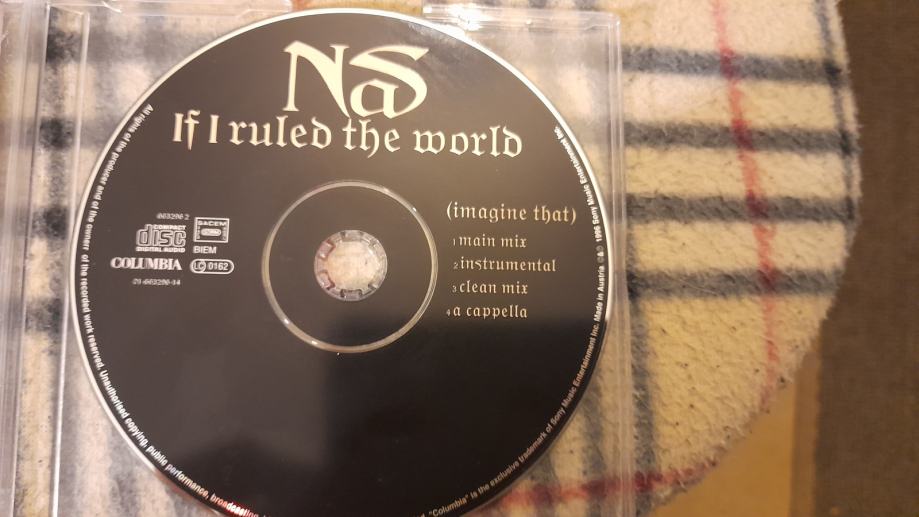 Nas
If I ruled the world
(imagine that)
1 main mix
2 instrumental
3 clean mix
4 a cappella
663296 2
COMPACT
disc
DIGITAL AUDIO
SACEM
BIEM
COLUMBIA
LC 0162
01-663296-14
All rights of the producer and of the owner of the recorded work reserved. Unauthorised copying, public performance, broadcasting
"Columbia" is the exclusive trademark of Sony Music Entertainment Inc. Made in Austria ℗&© 1996 Sony Music Entertainment Inc.